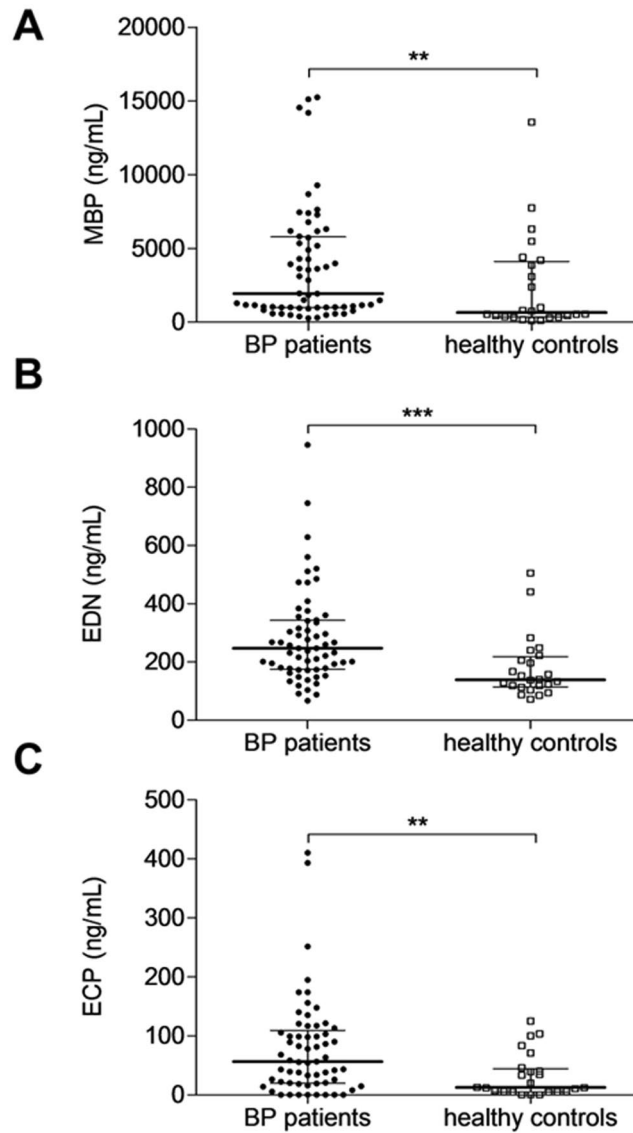 A
20000
**
15000
10000
5000
0
MBP (ng/mL)
BP patients
healthy controls
B
1000
***
800
600
400
200
0
EDN (ng/mL)
BP patients
healthy controls
C
500
**
400
300
200
100
0
ECP (ng/mL)
BP patients
healthy controls